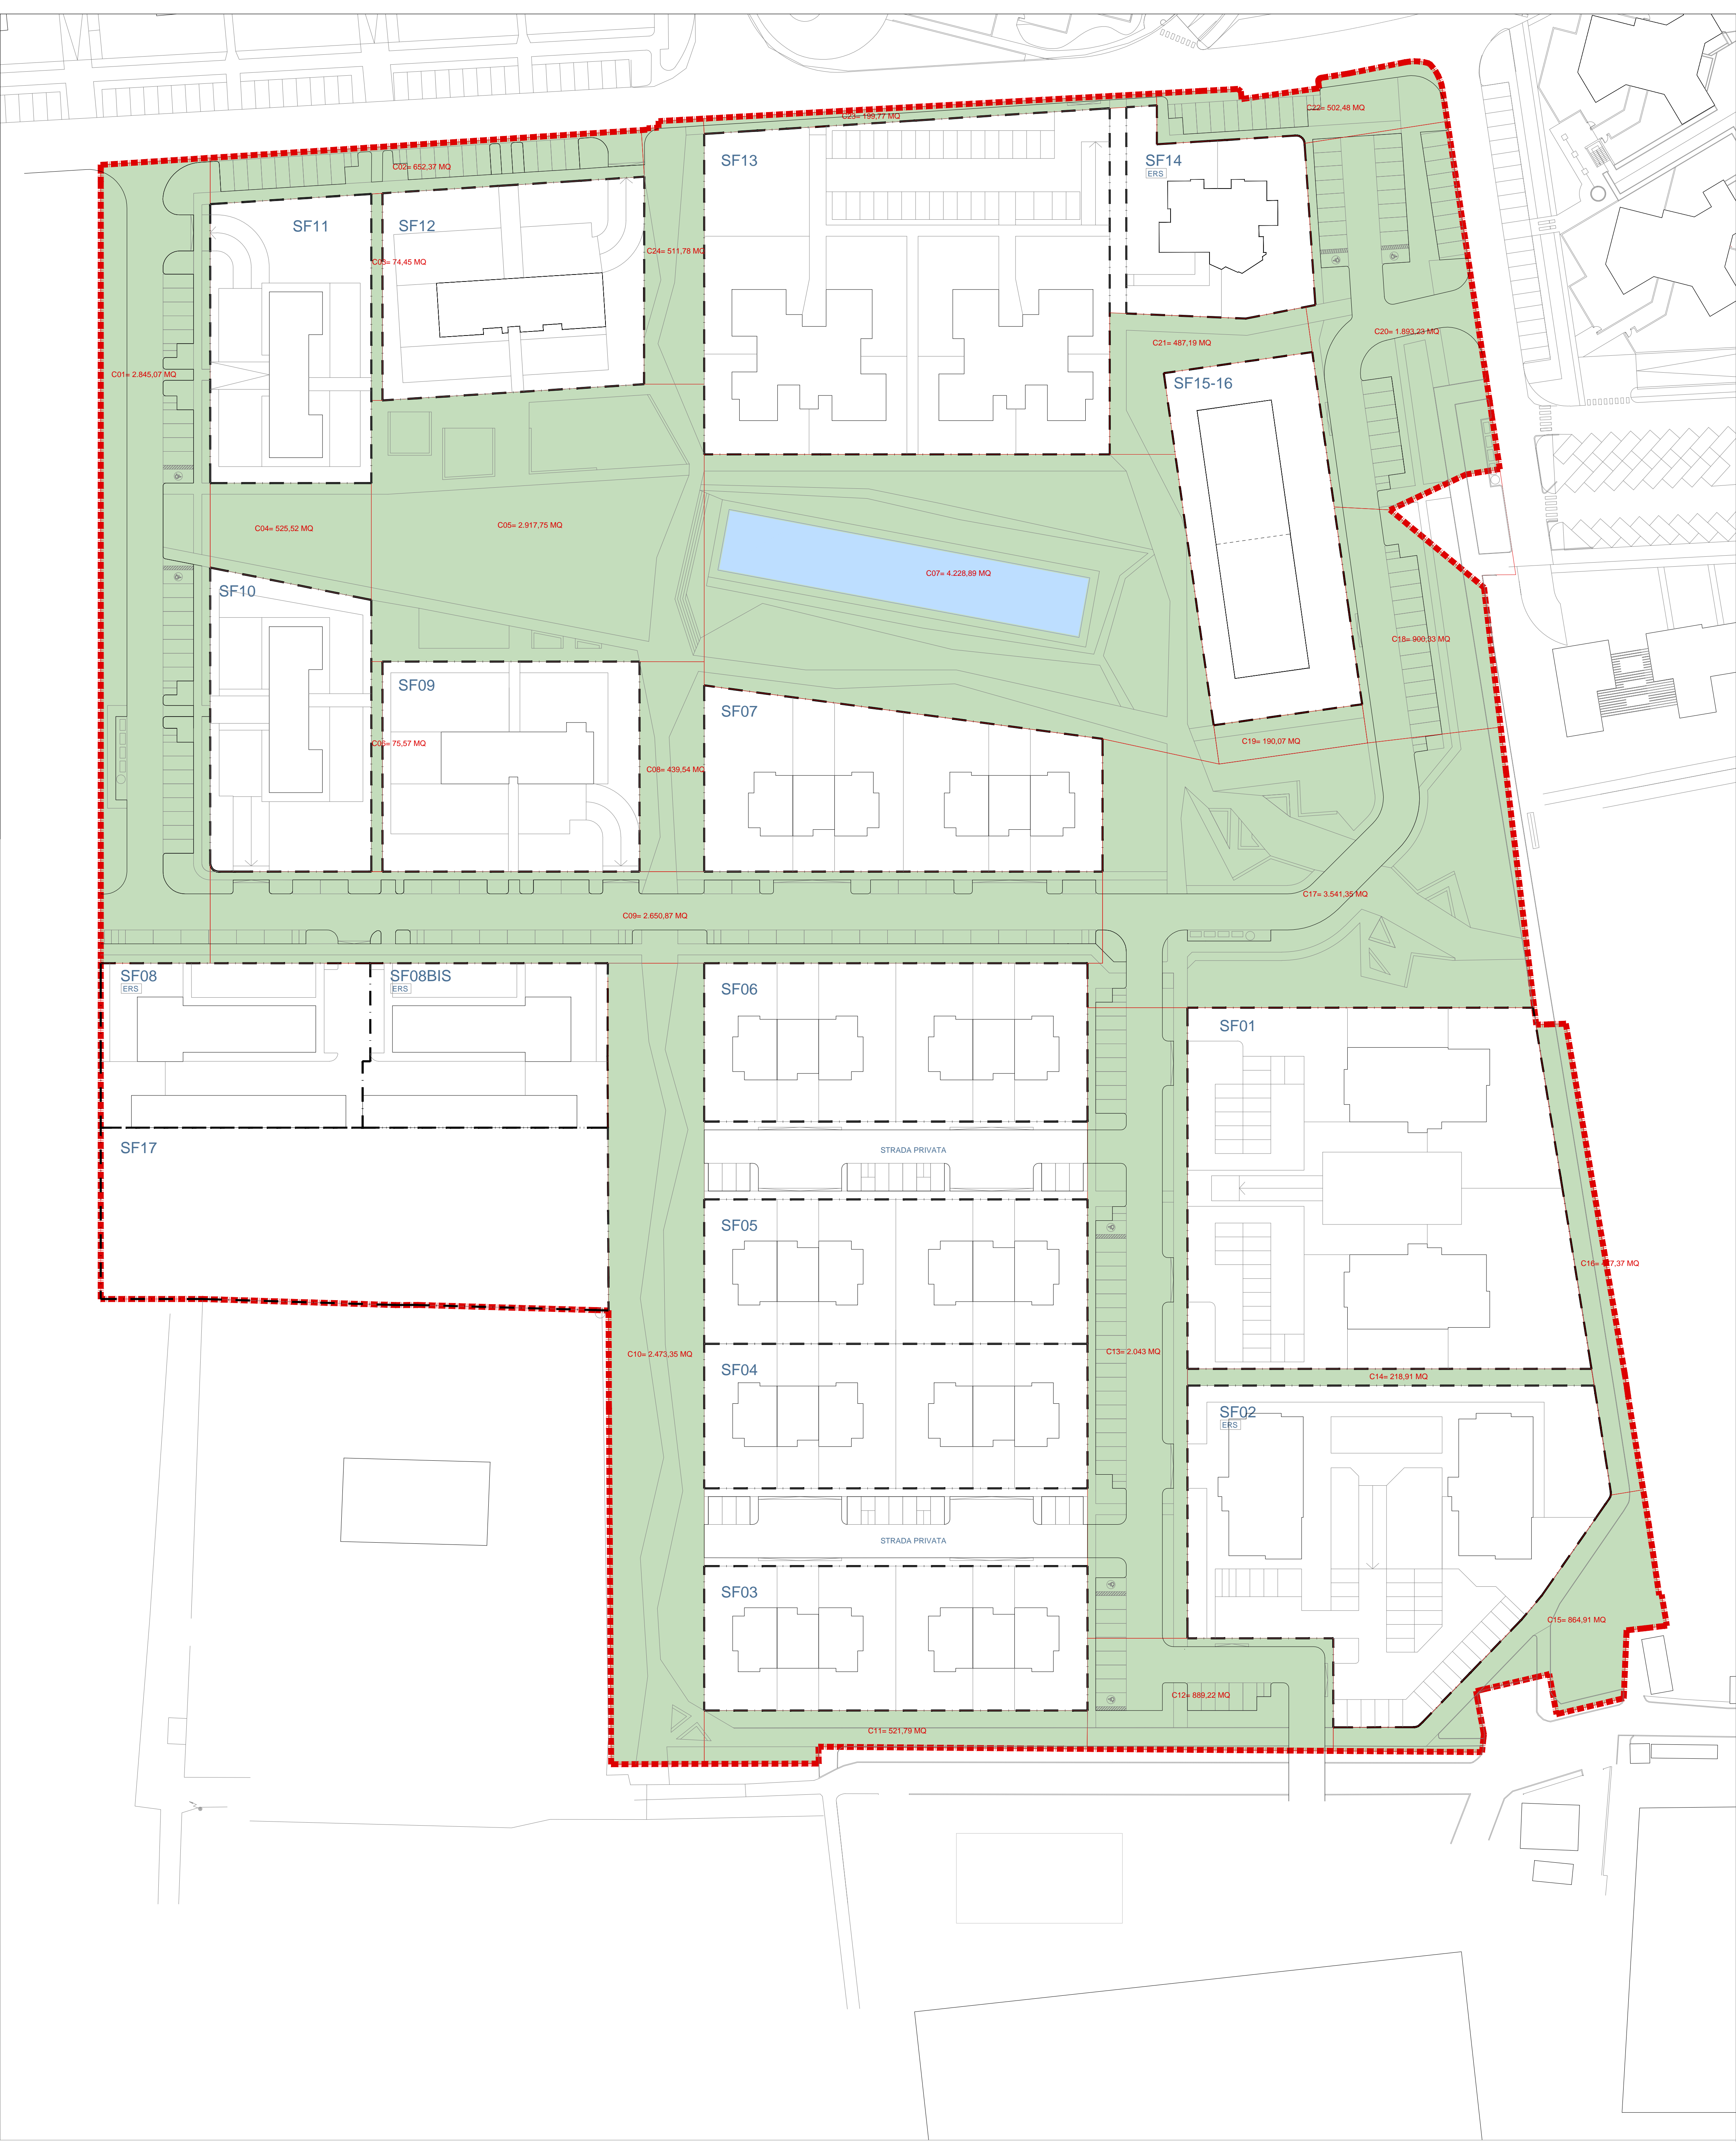 C22= 502,48 MQ
C23= 199,77 MQ
SF13
SF14
ERS
C02= 652,37 MQ
SF11
SF12
C24= 511,78 MQ
C03= 74,45 MQ
C20= 1.893,23 MQ
C21= 487,19 MQ
C01= 2.845,07 MQ
SF15-16
C04= 525,52 MQ
C05= 2.917,75 MQ
C07= 4.228,89 MQ
SF10
C18= 900,33 MQ
SF09
SF07
C06= 75,57 MQ
C19= 190,07 MQ
C08= 439,54 MQ
C17= 3.541,35 MQ
C09= 2.650,87 MQ
SF08
ERS
SF08BIS
ERS
SF06
SF01
SF17
STRADA PRIVATA
SF05
C16=
7,37 MQ
C10= 2.473,35 MQ
C13= 2.043 MQ
SF04
C14= 218,91 MQ
SF02
ERS
STRADA PRIVATA
SF03
C15= 864,91 MQ
C12= 889,22 MQ
C11= 521,79 MQ